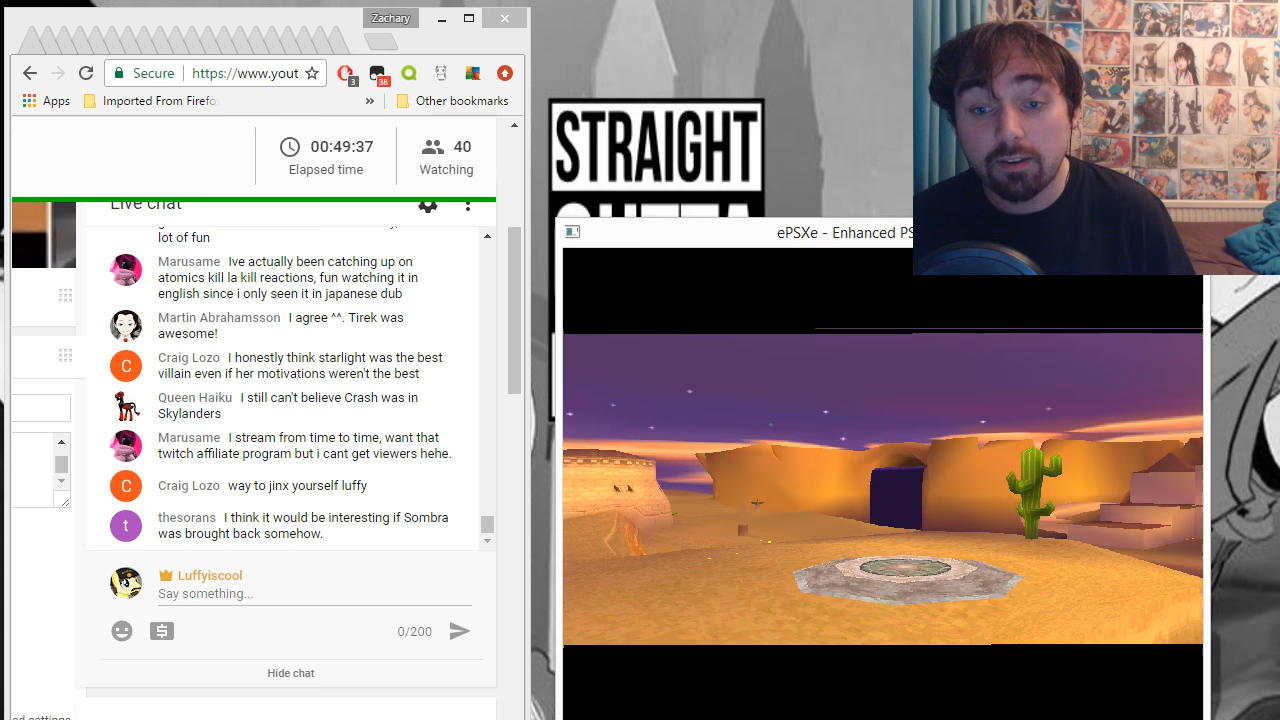 Zachary
Secure
https://www.yout
3
38
Apps
Imported From Firefo
»
Other bookmarks
00:49:37
Elapsed time
40
Watching
Live chat
lot of fun
Marusame Ive actually been catching up on
atomics kill la kill reactions, fun watching it in
english since i only seen it in japanese dub
Martin Abrahamsson I agree ^^. Tirek was
awesome!
C
Craig Lozo I honestly think starlight was the best
villain even if her motivations weren't the best
Queen Haiku I still can't believe Crash was in
Skylanders
Marusame I stream from time to time, want that
twitch affiliate program but i cant get viewers hehe.
C
Craig Lozo way to jinx yourself luffy
t
thesorans I think it would be interesting if Sombra
was brought back somehow.
Luffyiscool
Say something...
0/200
Hide chat
settings
STRAIGHT
ePSXe - Enhanced PS